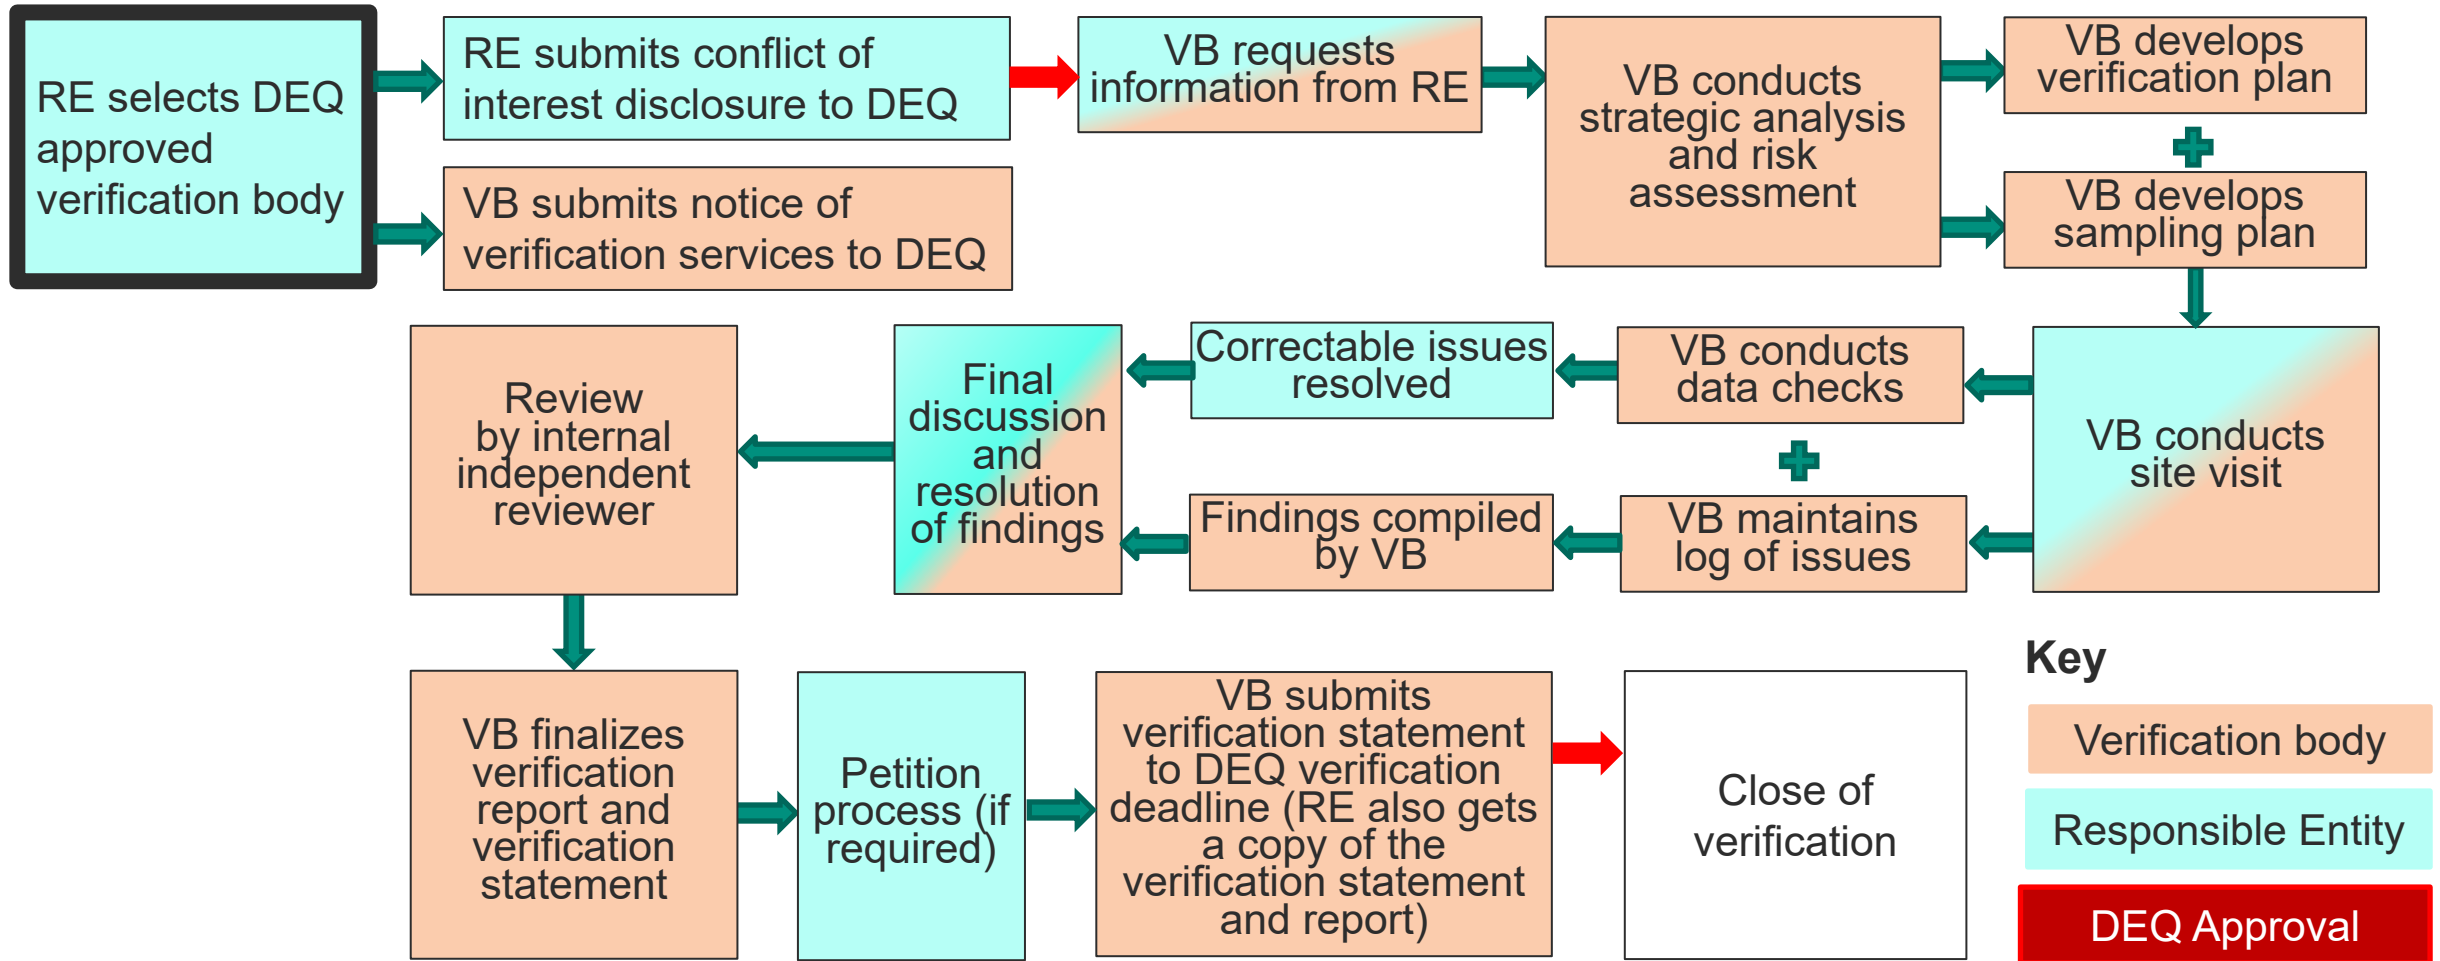 RE selects DEQ
approved
verification body
RE submits conflict of
interest disclosure to DEQ
VB submits notice of
verification services to DEQ
VB requests
information from RE
VB conducts
strategic analysis
and risk
assessment
VB develops
verification plan
VB develops
sampling plan
VB conducts
site visit
VB conducts
data checks
VB maintains
log of issues
Correctable issues
resolved
Findings compiled
by VB
Final
discussion
and
resolution
of findings
Review
by internal
independent
reviewer
VB finalizes
verification
report and
verification
statement
Petition
process (if
required)
VB submits
verification statement
to DEQ verification
deadline (RE also gets
a copy of the
verification statement
and report)
Close of
verification
Key
Verification body
Responsible Entity
DEQ Approval